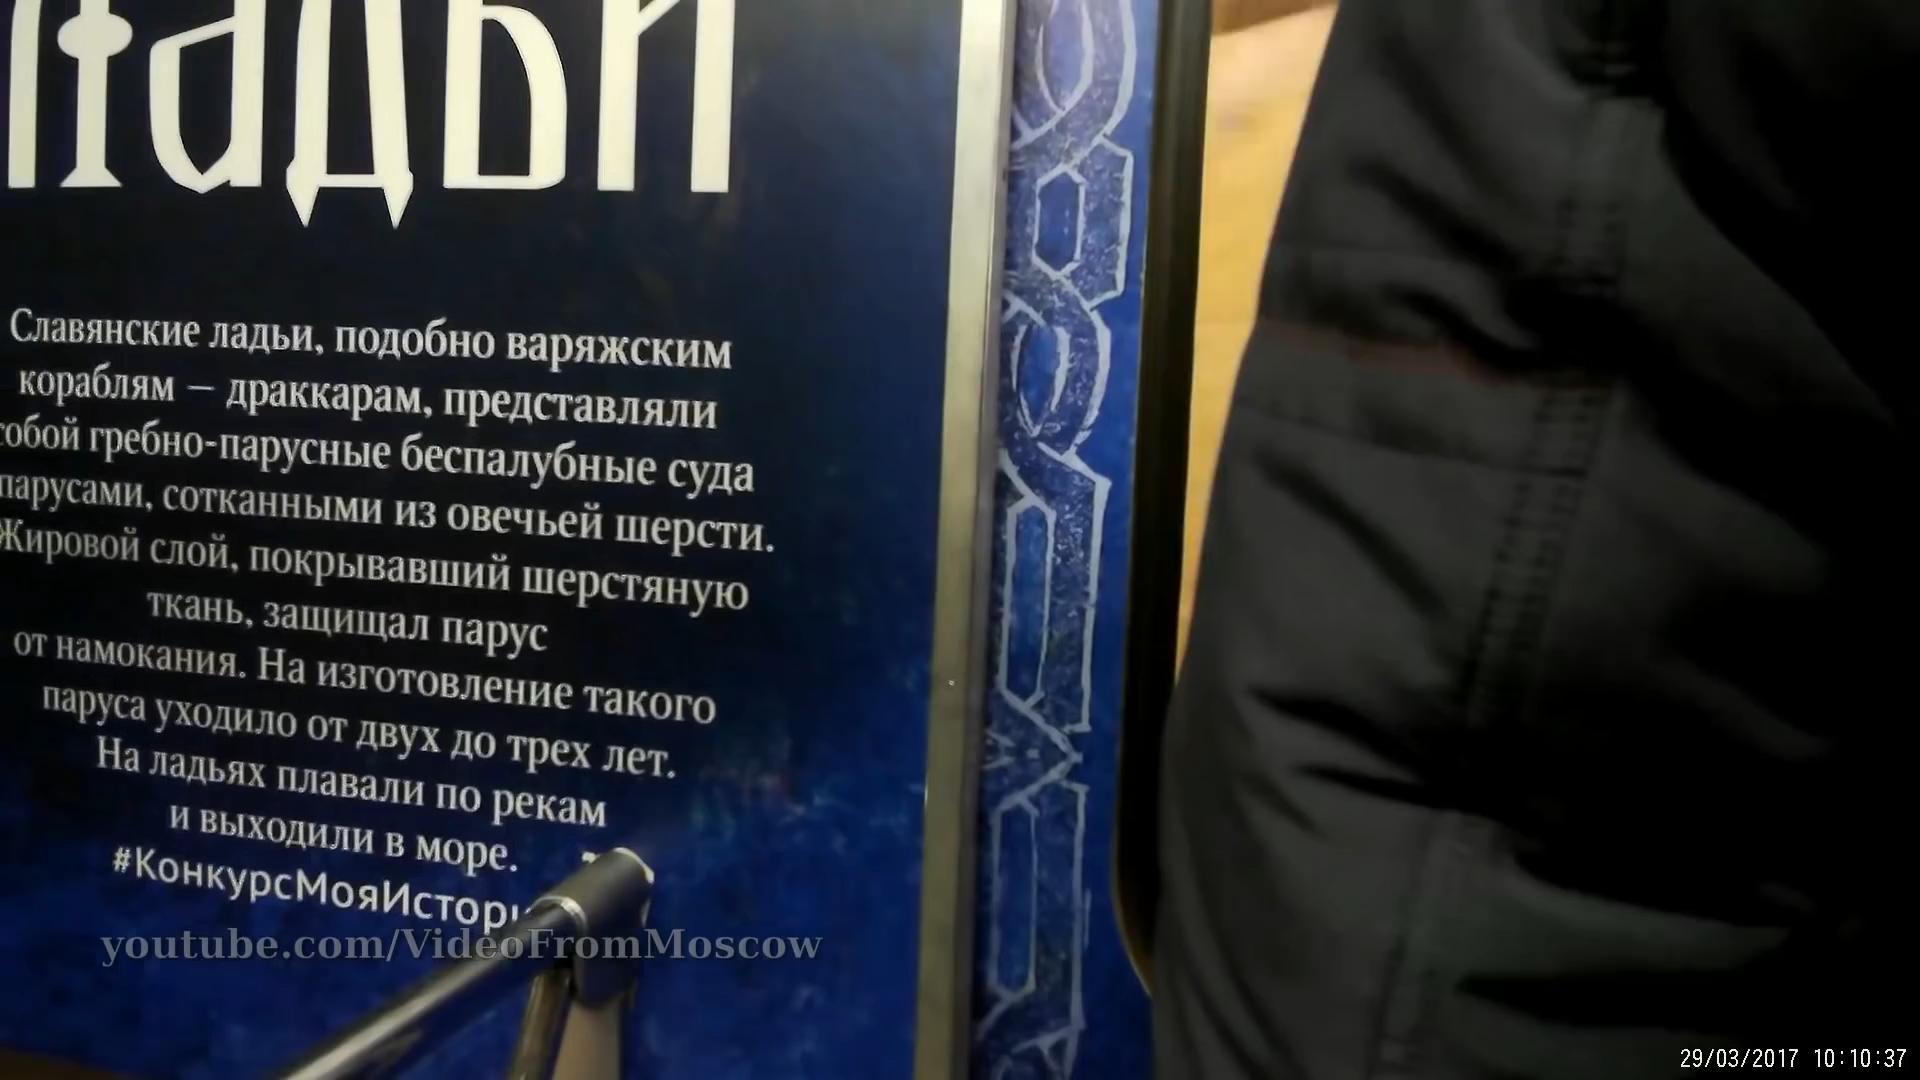 ладьи
Славянские ладьи, подобно варяжским
кораблям — драккарам, представляли
собой гребно-парусные беспалубные суда
парусами, сотканными из овечьей шерсти.
Жировой слой, покрывавший шерстяную
ткань, защищал парус
от намокания. На изготовление такого
паруса уходило от двух до трех лет.
На ладьях плавали по рекам
и выходили в море.
#КонкурсМояИстори
youtube.com/VideoFromMoscow
29/03/2017 10:10:37